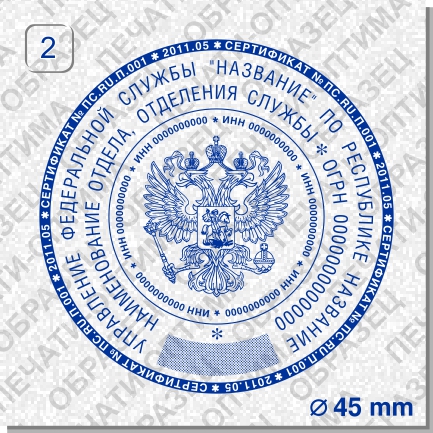 2
* 2011.05 * СЕРТИФИКАТ № ПС.RU.П.001 * 2011.05 * СЕРТИФИКАТ № ПС.RU.П.001 * 2011.05 * СЕРТИФИКАТ № ПС.RU.П.001
УПРАВЛЕНИЕ ФЕДЕРАЛЬНОЙ СЛУЖБЫ "НАЗВАНИЕ" ПО РЕСПУБЛИКЕ НАЗВАНИЕ
НАИМЕНОВАНИЕ ОТДЕЛА, ОТДЕЛЕНИЯ СЛУЖБЫ * ОГРН 0000000000000
*
* ИНН 0000000000 * ИНН 0000000000 * ИНН 0000000000 * ИНН 0000000000 * ИНН 0000000000
⌀ 45 mm
ОБРАЗЕЦ ПЕЧАТИ